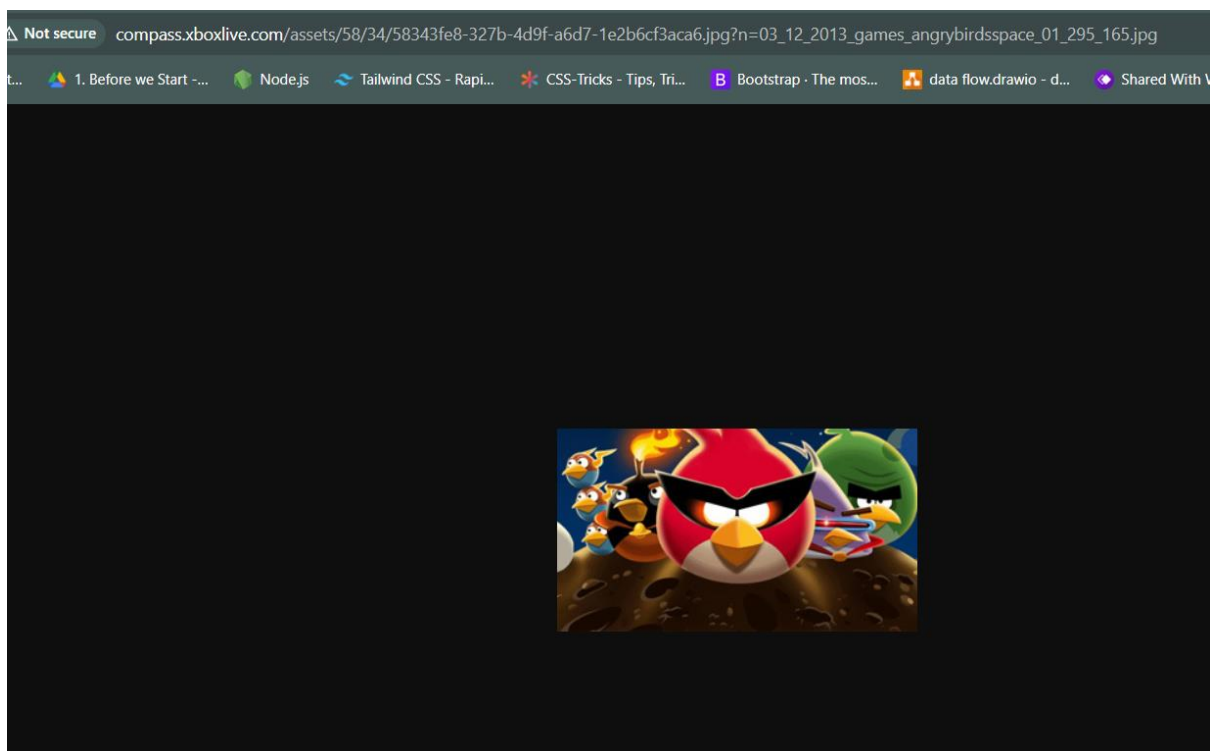 Not secure compass.xboxlive.com/assets/58/34/58343fe8-327b-4d9f-a6d7-1e2b6cf3aca6.jpg?n=03_12_2013_games_angrybirdsspace_01_295_165.jpg
t... 1. Before we Start -... Node.js Tailwind CSS - Rapi... CSS-Tricks - Tips, Tri... B Bootstrap · The mos... data flow.drawio - d... Shared With